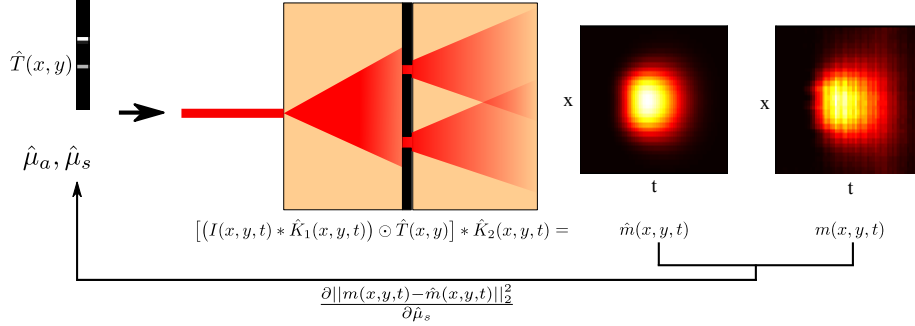 T̂(x, y)
μ̂_a, μ̂_s
x
t
x
t
[(I(x, y, t) ∗ K̂_1(x, y, t)) ⊙ T̂(x, y)] ∗ K̂_2(x, y, t) =
m̂(x, y, t)
m(x, y, t)
∂||m(x,y,t)−m̂(x,y,t)||_2^2
∂μ̂_s